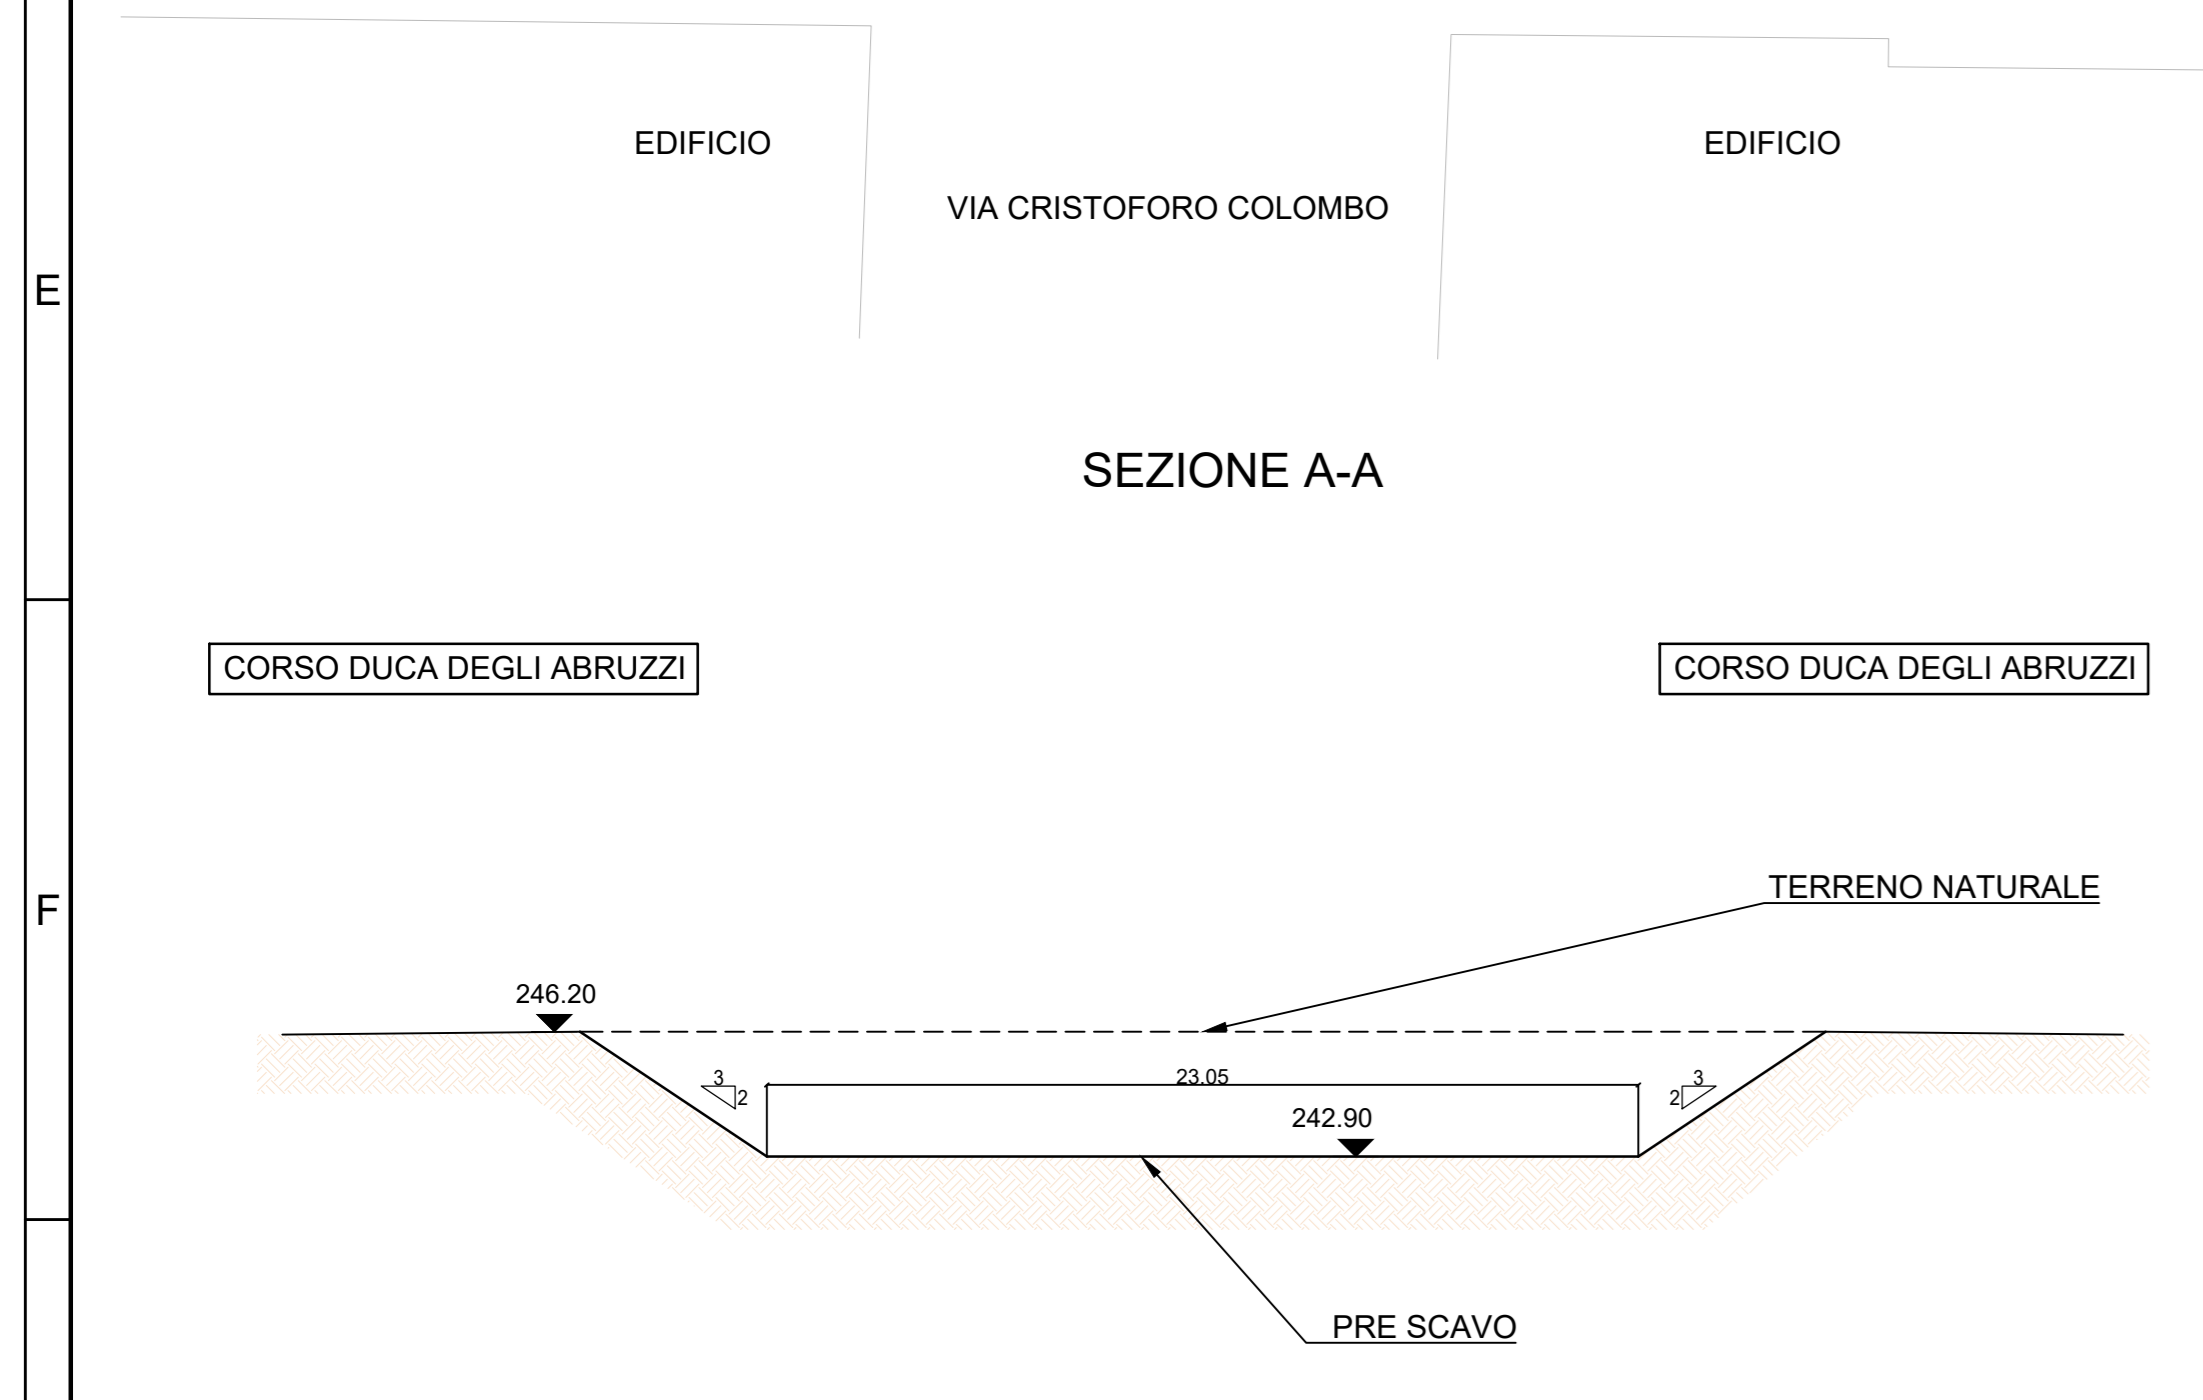 EDIFICIO
EDIFICIO
VIA CRISTOFORO COLOMBO
E
SEZIONE A-A
CORSO DUCA DEGLI ABRUZZI
CORSO DUCA DEGLI ABRUZZI
TERRENO NATURALE
F
246.20
3
2
23.05
3
2
242.90
PRE SCAVO